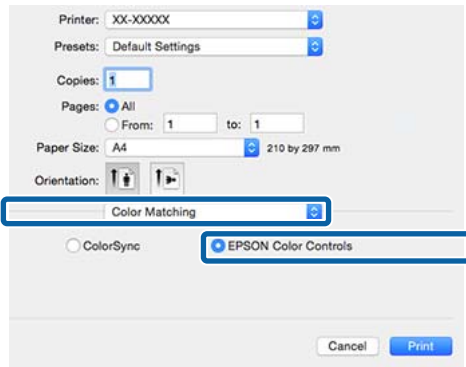 Printer: XX-XXXXX
Presets: Default Settings
Copies: 1
Pages: All
From: 1 to: 1
Paper Size: A4 210 by 297 mm
Orientation:
Color Matching
ColorSync EPSON Color Controls
Cancel Print